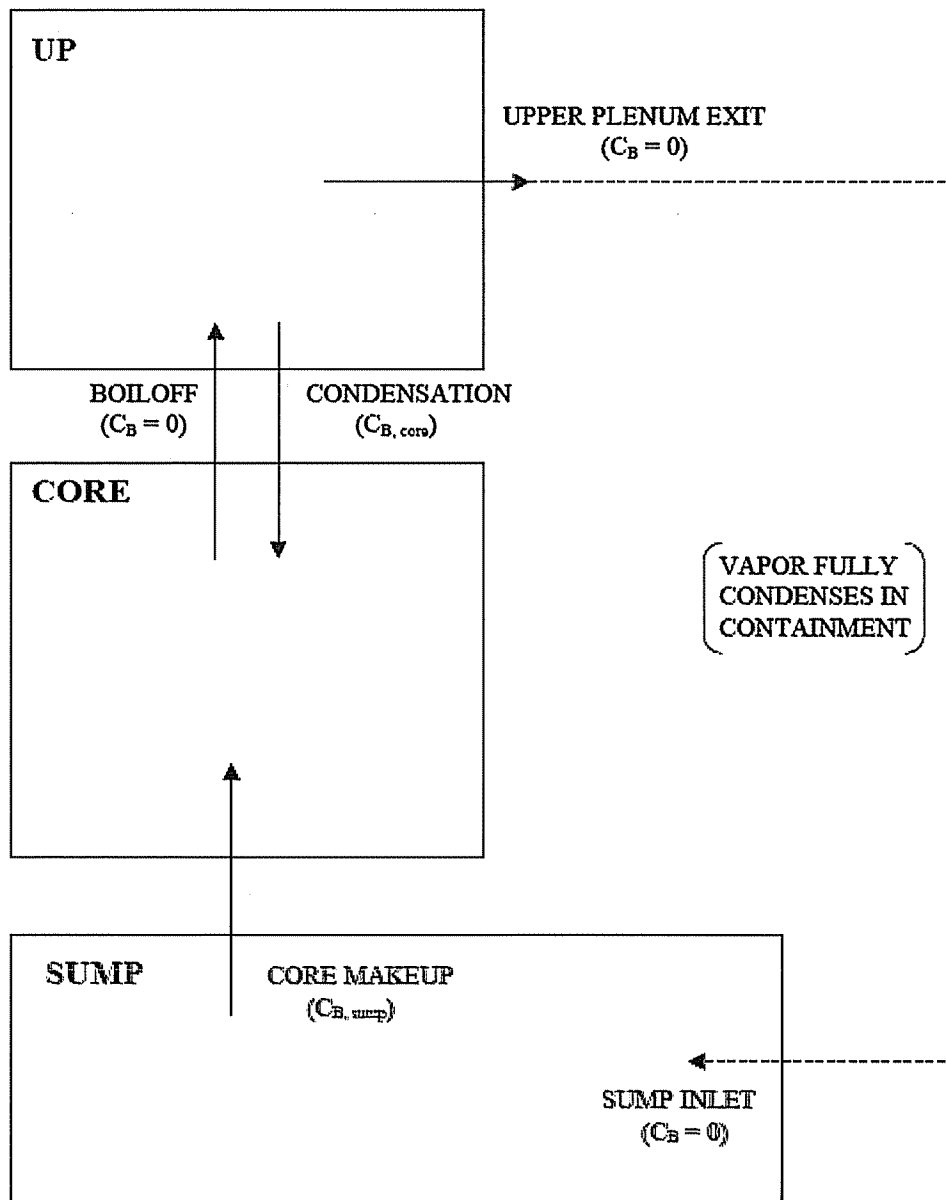 UP
UPPER PLENUM EXIT
(C_B = 0)
BOILOFF
(C_B = 0)
CONDENSATION
(C_B, core)
CORE
VAPOR FULLY
CONDENSES IN
CONTAINMENT
SUMP
CORE MAKEUP
(C_B, sump)
SUMP INLET
(C_B = 0)